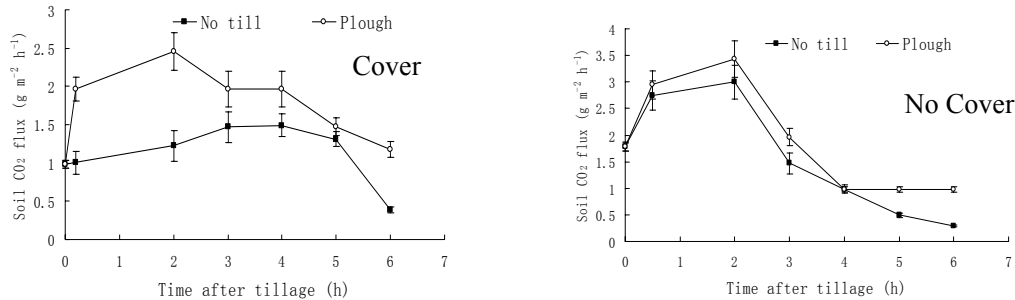 No till Plough
Cover
Soil CO₂ flux (g m⁻² h⁻¹)
3
2.5
2
1.5
1
0.5
0
0 1 2 3 4 5 6 7
Time after tillage (h)
No till Plough
No Cover
Soil CO₂ flux (g m⁻² h⁻¹)
4
3.5
3
2.5
2
1.5
1
0.5
0
0 1 2 3 4 5 6 7
Time after tillage (h)